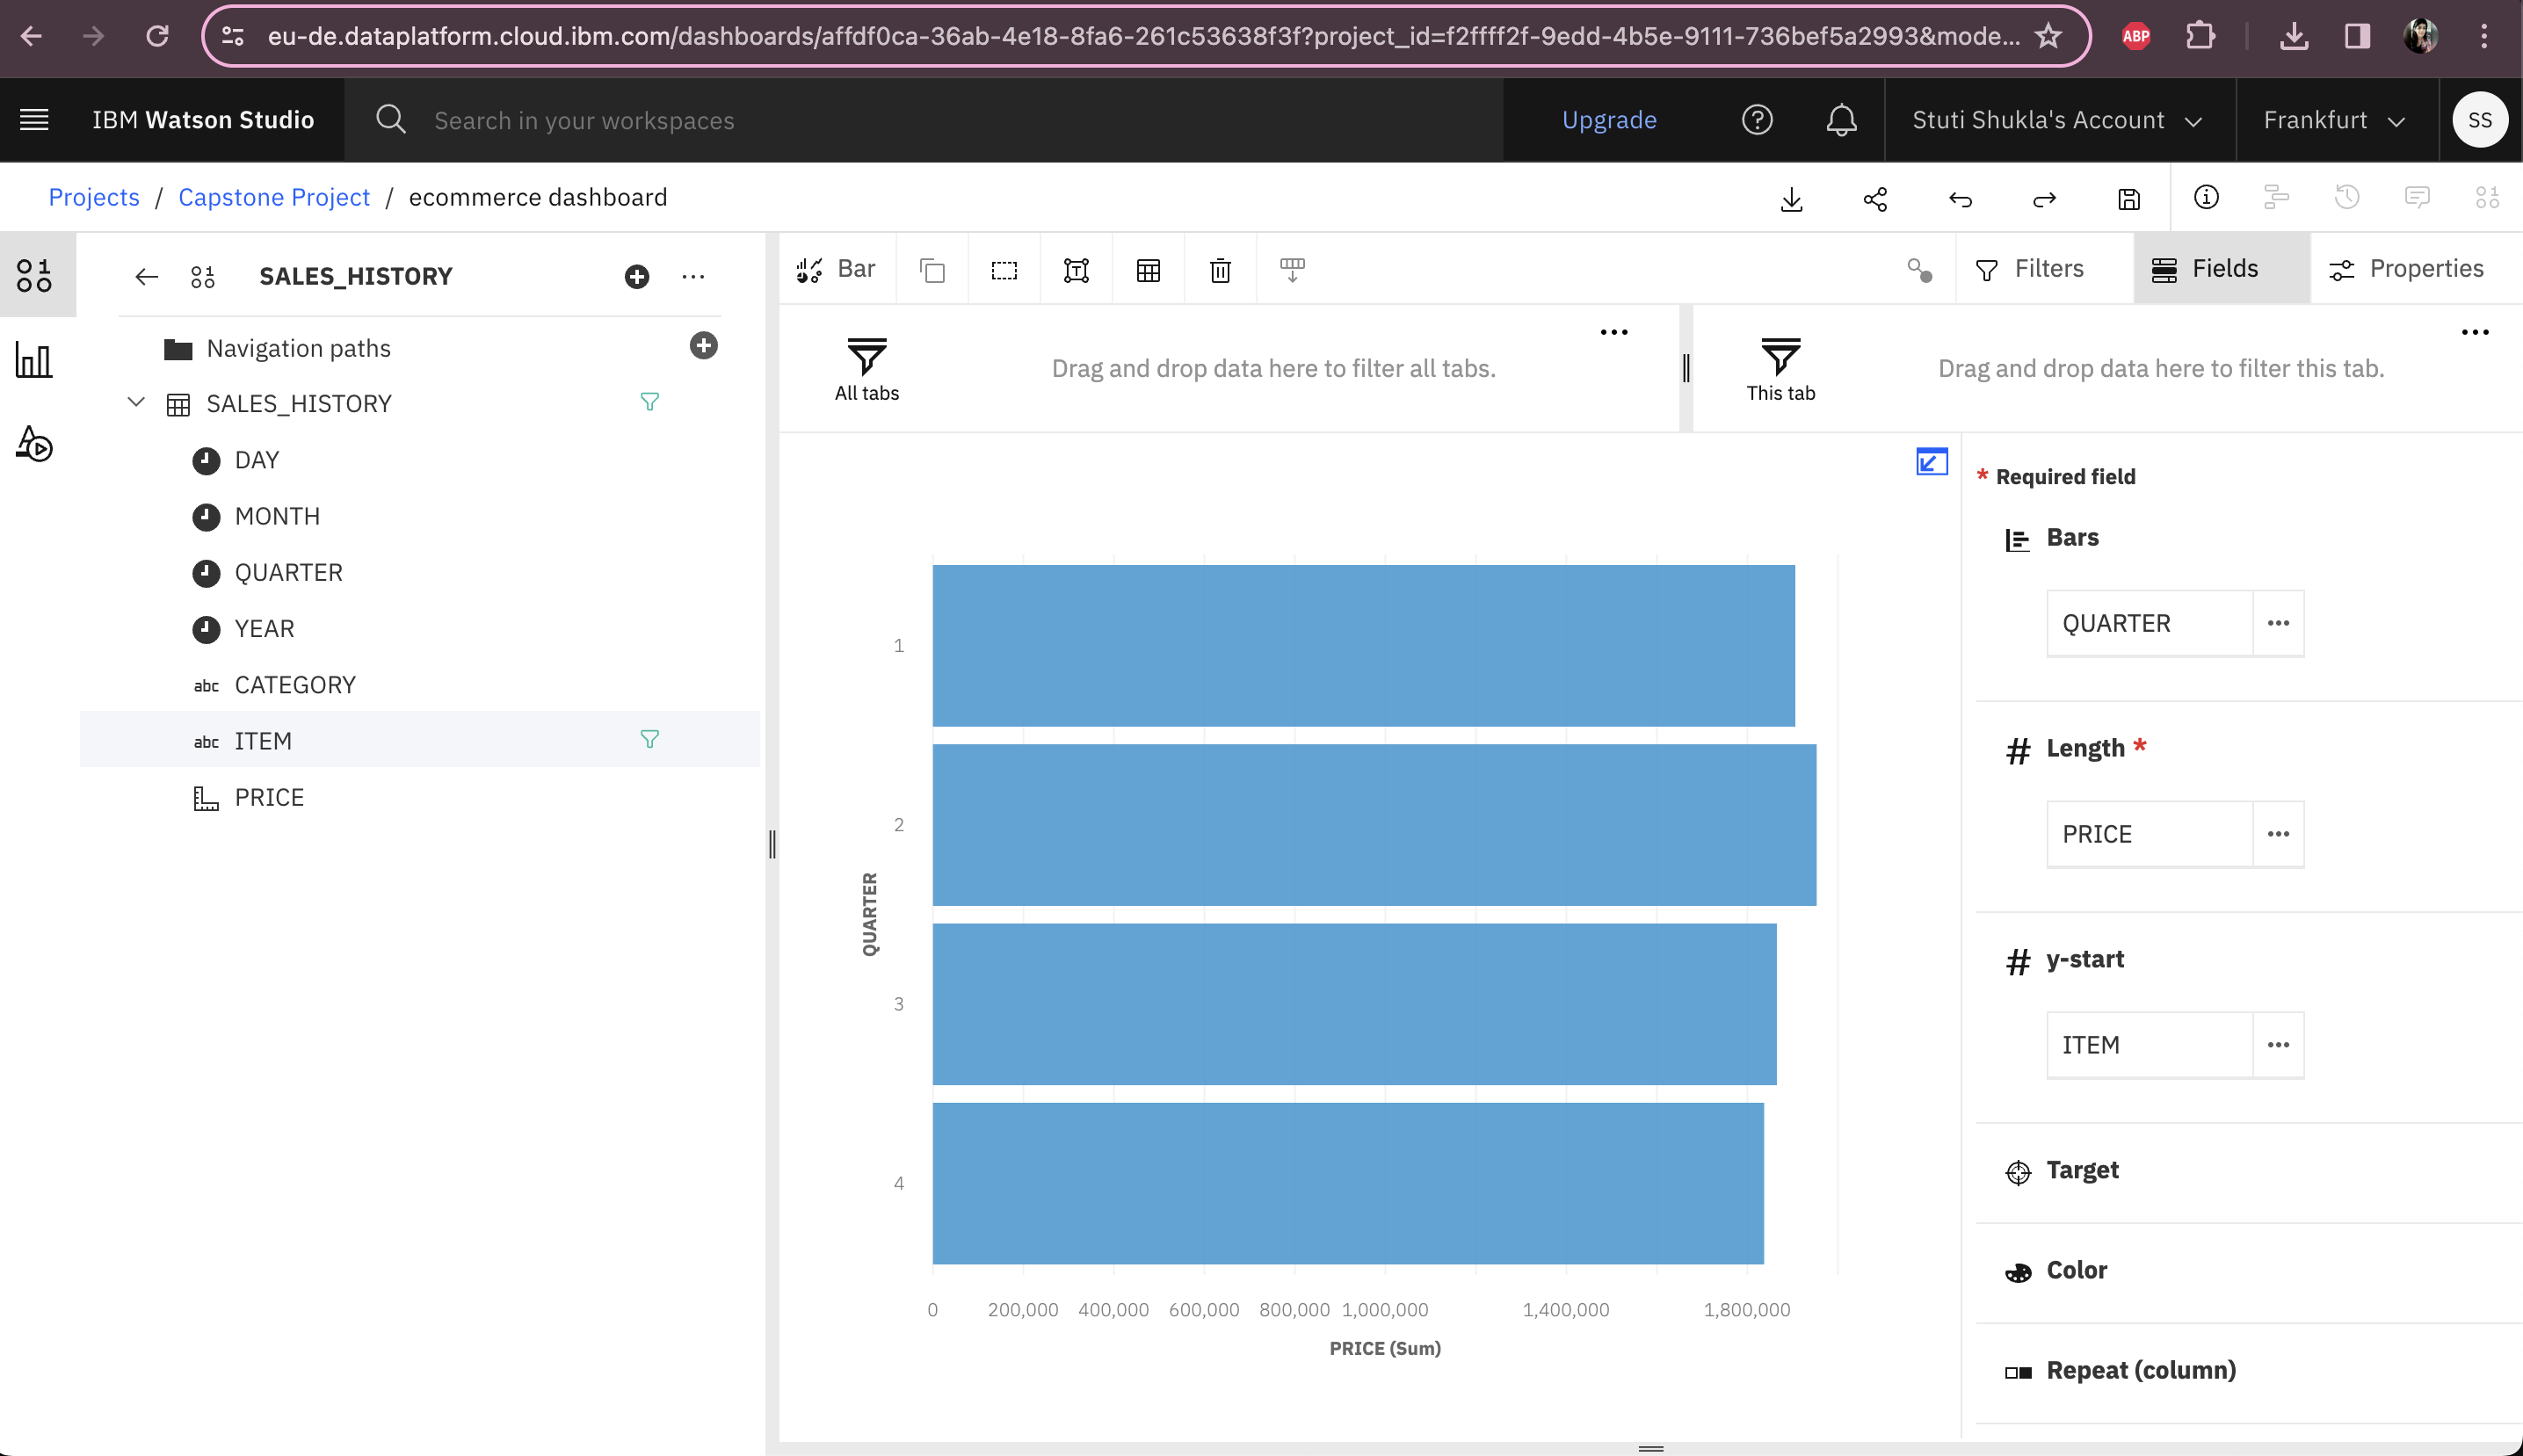 eu-de.dataplatform.cloud.ibm.com/dashboards/affdf0ca-36ab-4e18-8fa6-261c53638f3f?project_id=f2ffff2f-9edd-4b5e-9111-736bef5a2993&mode...
ABP
IBM Watson Studio
Search in your workspaces
Upgrade
Stuti Shukla's Account
Frankfurt
SS
Projects / Capstone Project / ecommerce dashboard
SALES_HISTORY
Bar
Filters
Fields
Properties
Navigation paths
SALES_HISTORY
DAY
MONTH
QUARTER
YEAR
abc CATEGORY
abc ITEM
PRICE
All tabs
Drag and drop data here to filter all tabs.
This tab
Drag and drop data here to filter this tab.
QUARTER
1
2
3
4
0 200,000 400,000 600,000 800,000 1,000,000 1,400,000 1,800,000
PRICE (Sum)
* Required field
Bars
QUARTER
# Length *
PRICE
# y-start
ITEM
Target
Color
Repeat (column)